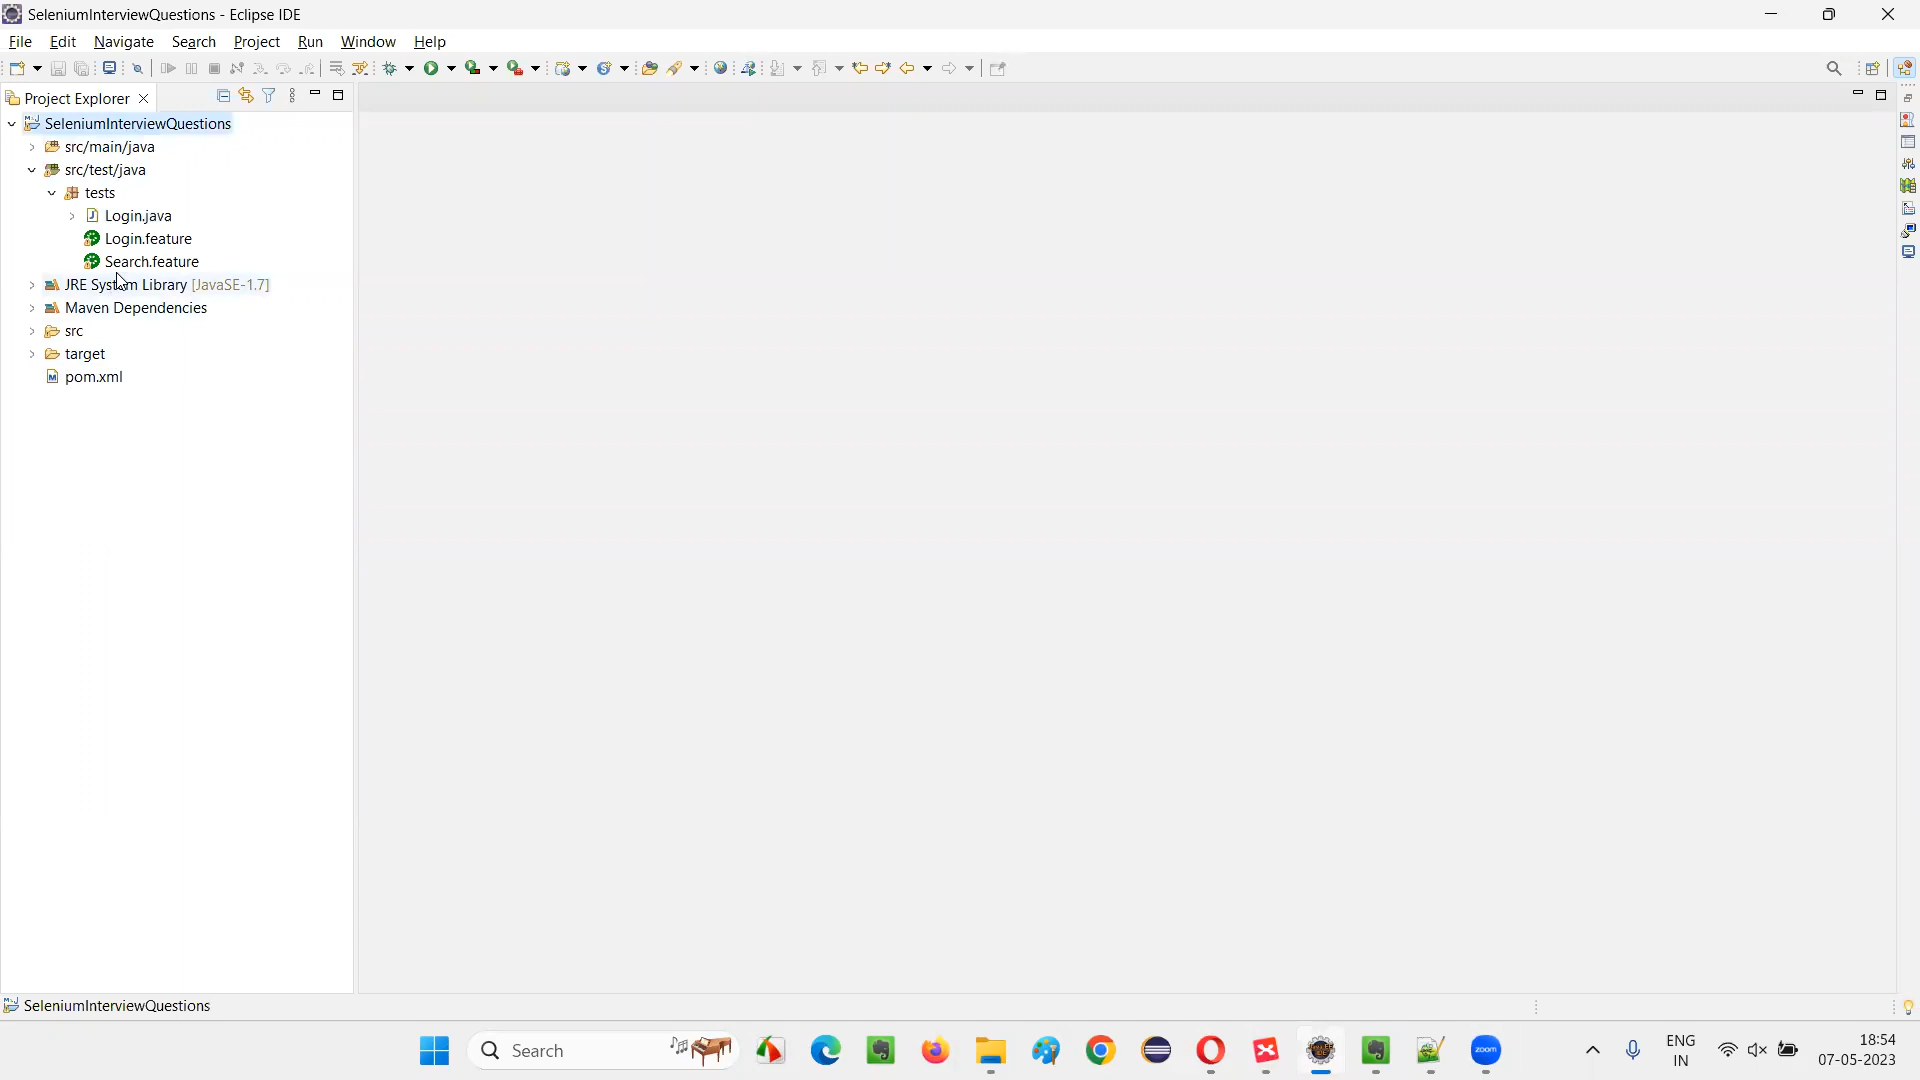 SeleniumInterviewQuestions - Eclipse IDE
File Edit Navigate Search Project Run Window Help
Project Explorer
SeleniumInterviewQuestions
src/main/java
src/test/java
tests
Login.java
Login.feature
Search.feature
JRE System Library [JavaSE-1.7]
Maven Dependencies
src
target
pom.xml
SeleniumInterviewQuestions
Search
zoom
ENG
IN
18:54
07-05-2023